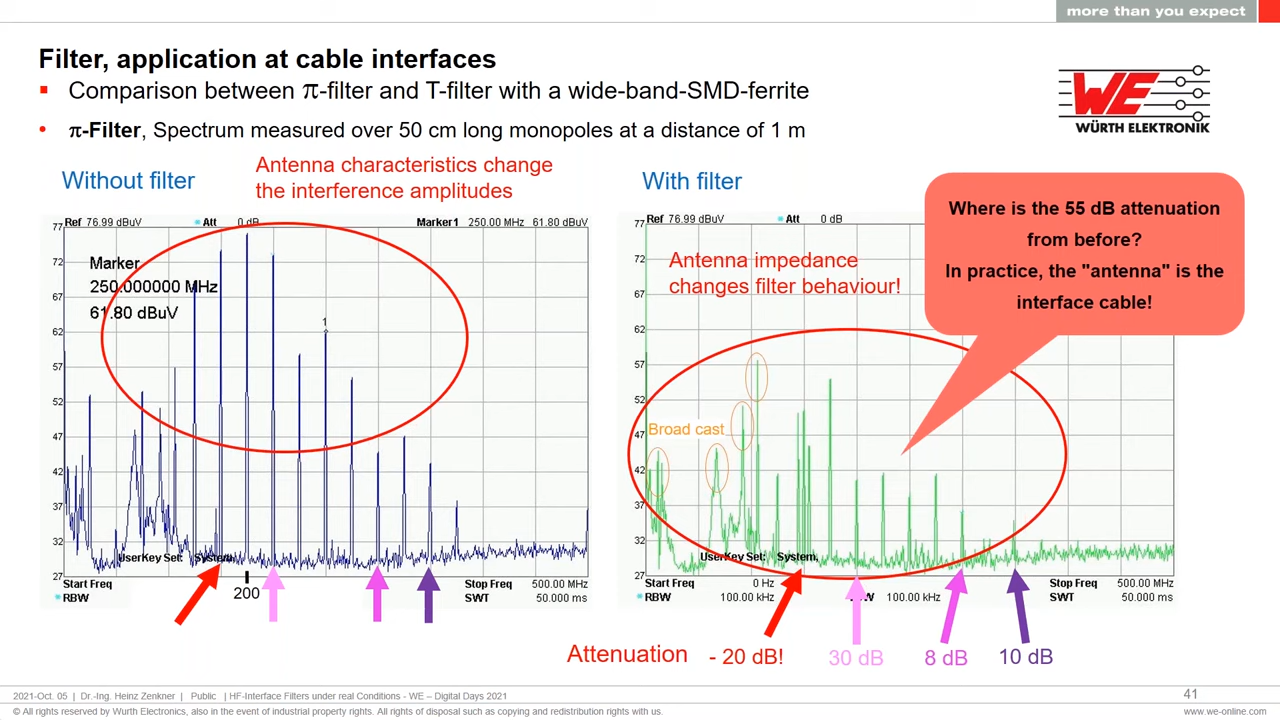 more than you expect
Filter, application at cable interfaces
Comparison between π-filter and T-filter with a wide-band-SMD-ferrite
π-Filter, Spectrum measured over 50 cm long monopoles at a distance of 1 m
WE
WÜRTH ELEKTRONIK
Without filter
Antenna characteristics change
the interference amplitudes
Ref 76.99 dBuV Att 0 dB Marker1 250.00 MHz 61.80 dBuV
77
72
67
62
57
52
47
42
37
32
27
Marker
250.000000 MHz
61.80 dBuV
1
UserKey Set: System,
Start Freq Stop Freq 500.00 MHz
RBW SWT 50.000 ms
200
With filter
Ref 76.99 dBuV Att 0 dB
77
72
67
62
57
52
47
42
37
32
27
Antenna impedance
changes filter behaviour!
Where is the 55 dB attenuation
from before?
In practice, the "antenna" is the
interface cable!
Broad cast
UserKey Set: System,
Start Freq 0 Hz Stop Freq 500.00 MHz
RBW 100.00 kHz 100.00 kHz SWT 50.000 ms
Attenuation - 20 dB! 30 dB 8 dB 10 dB
2021-Oct. 05 | Dr.-Ing. Heinz Zenkner | Public | HF-Interface Filters under real Conditions - WE – Digital Days 2021
41
© All rights reserved by Wurth Electronics, also in the event of industrial property rights. All rights of disposal such as copying and redistribution rights with us.
www.we-online.com